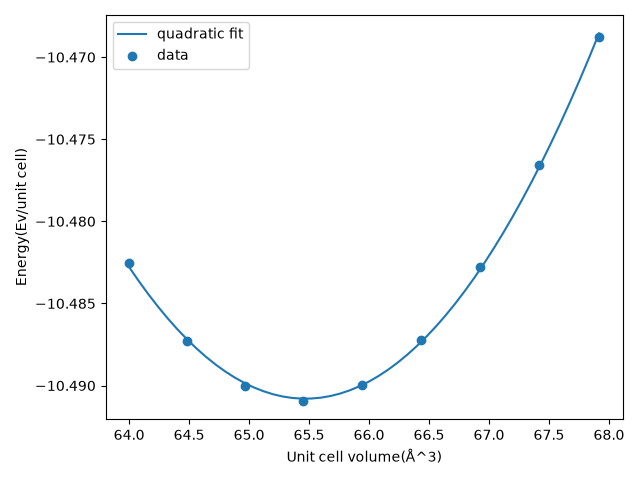 quadratic fit
data
−10.470
−10.475
−10.480
−10.485
−10.490
Energy(Ev/unit cell)
64.0 64.5 65.0 65.5 66.0 66.5 67.0 67.5 68.0
Unit cell volume(Å^3)